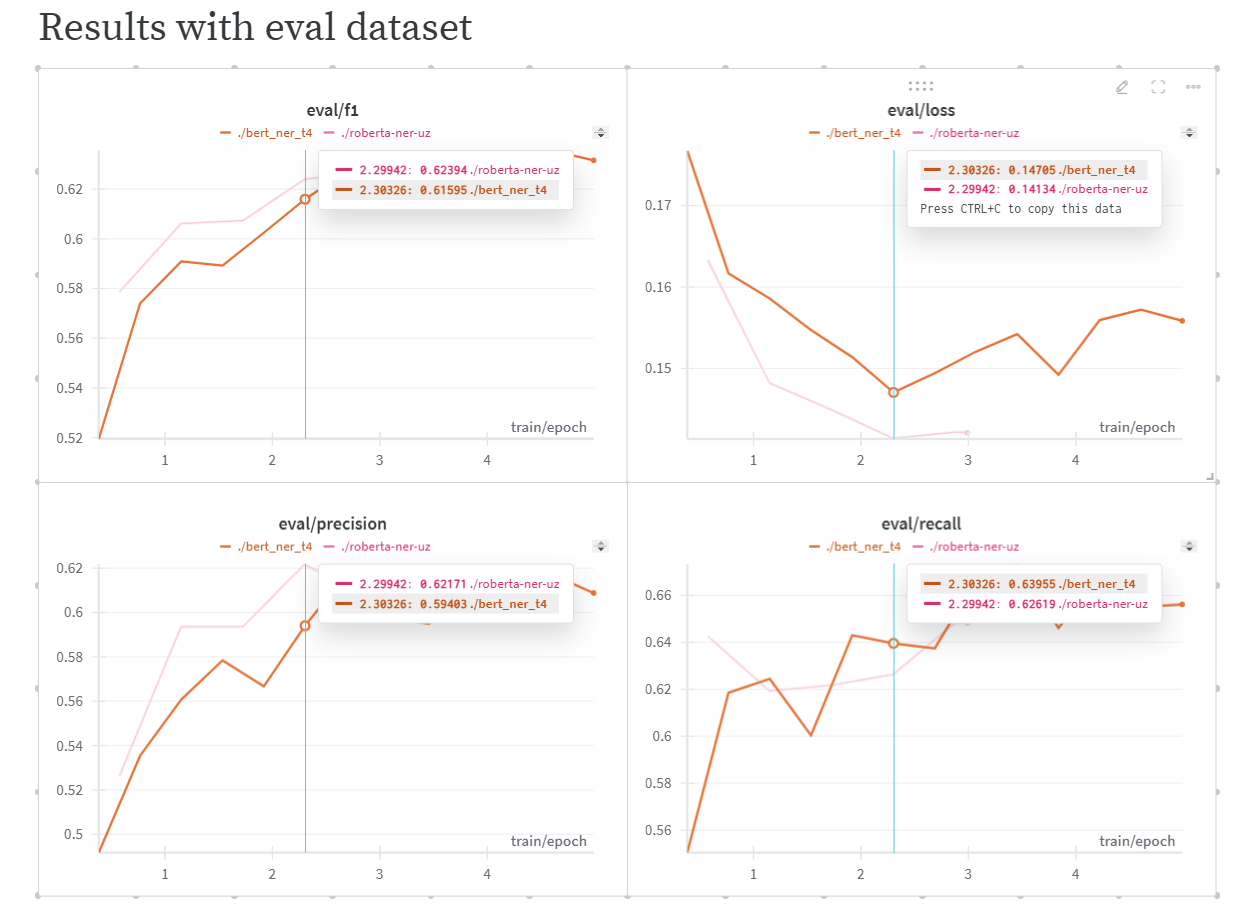 Results with eval dataset
eval/f1
./bert_ner_t4 ./roberta-ner-uz
2.29942: 0.62394 ./roberta-ner-uz
2.30326: 0.61595 ./bert_ner_t4
0.62
0.6
0.58
0.56
0.54
0.52
train/epoch
1 2 3 4
eval/loss
./bert_ner_t4 ./roberta-ner-uz
2.30326: 0.14705 ./bert_ner_t4
2.29942: 0.14134 ./roberta-ner-uz
Press CTRL+C to copy this data
0.17
0.16
0.15
train/epoch
1 2 3 4
eval/precision
./bert_ner_t4 ./roberta-ner-uz
2.29942: 0.62171 ./roberta-ner-uz
2.30326: 0.59403 ./bert_ner_t4
0.62
0.6
0.58
0.56
0.54
0.52
0.5
train/epoch
1 2 3 4
eval/recall
./bert_ner_t4 ./roberta-ner-uz
2.30326: 0.63955 ./bert_ner_t4
2.29942: 0.62619 ./roberta-ner-uz
0.66
0.64
0.62
0.6
0.58
0.56
train/epoch
1 2 3 4